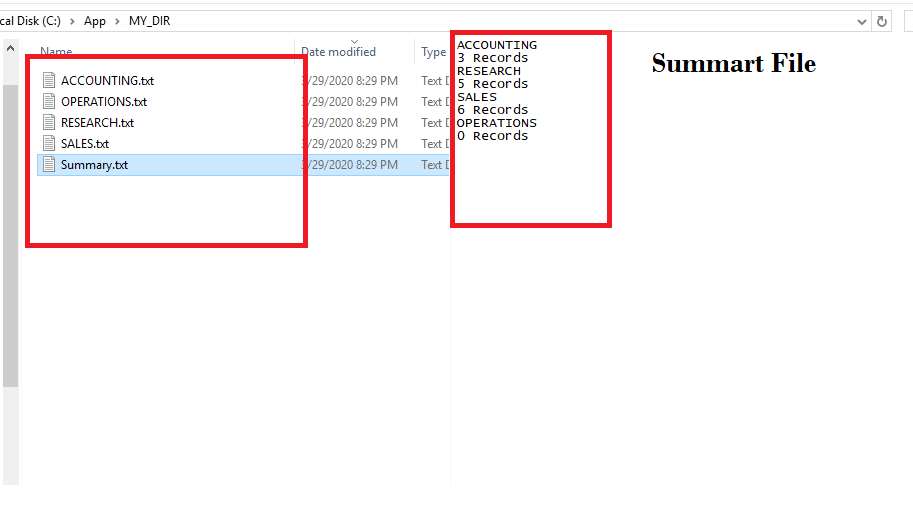 cal Disk (C:) > App > MY_DIR
Name Date modified Type
ACCOUNTING.txt 3/29/2020 8:29 PM Text D
OPERATIONS.txt 3/29/2020 8:29 PM Text D
RESEARCH.txt 3/29/2020 8:29 PM Text D
SALES.txt 3/29/2020 8:29 PM Text D
Summary.txt 3/29/2020 8:29 PM Text D
ACCOUNTING
3 Records
RESEARCH
5 Records
SALES
6 Records
OPERATIONS
0 Records
Summart File